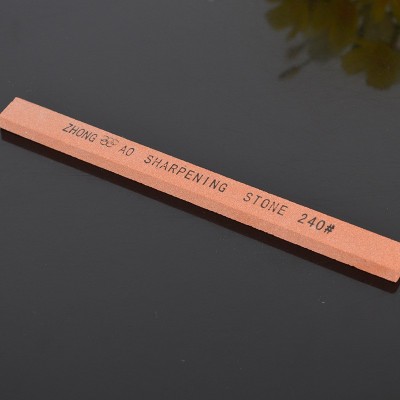 ZHONG AO SHARPENING STONE 240#